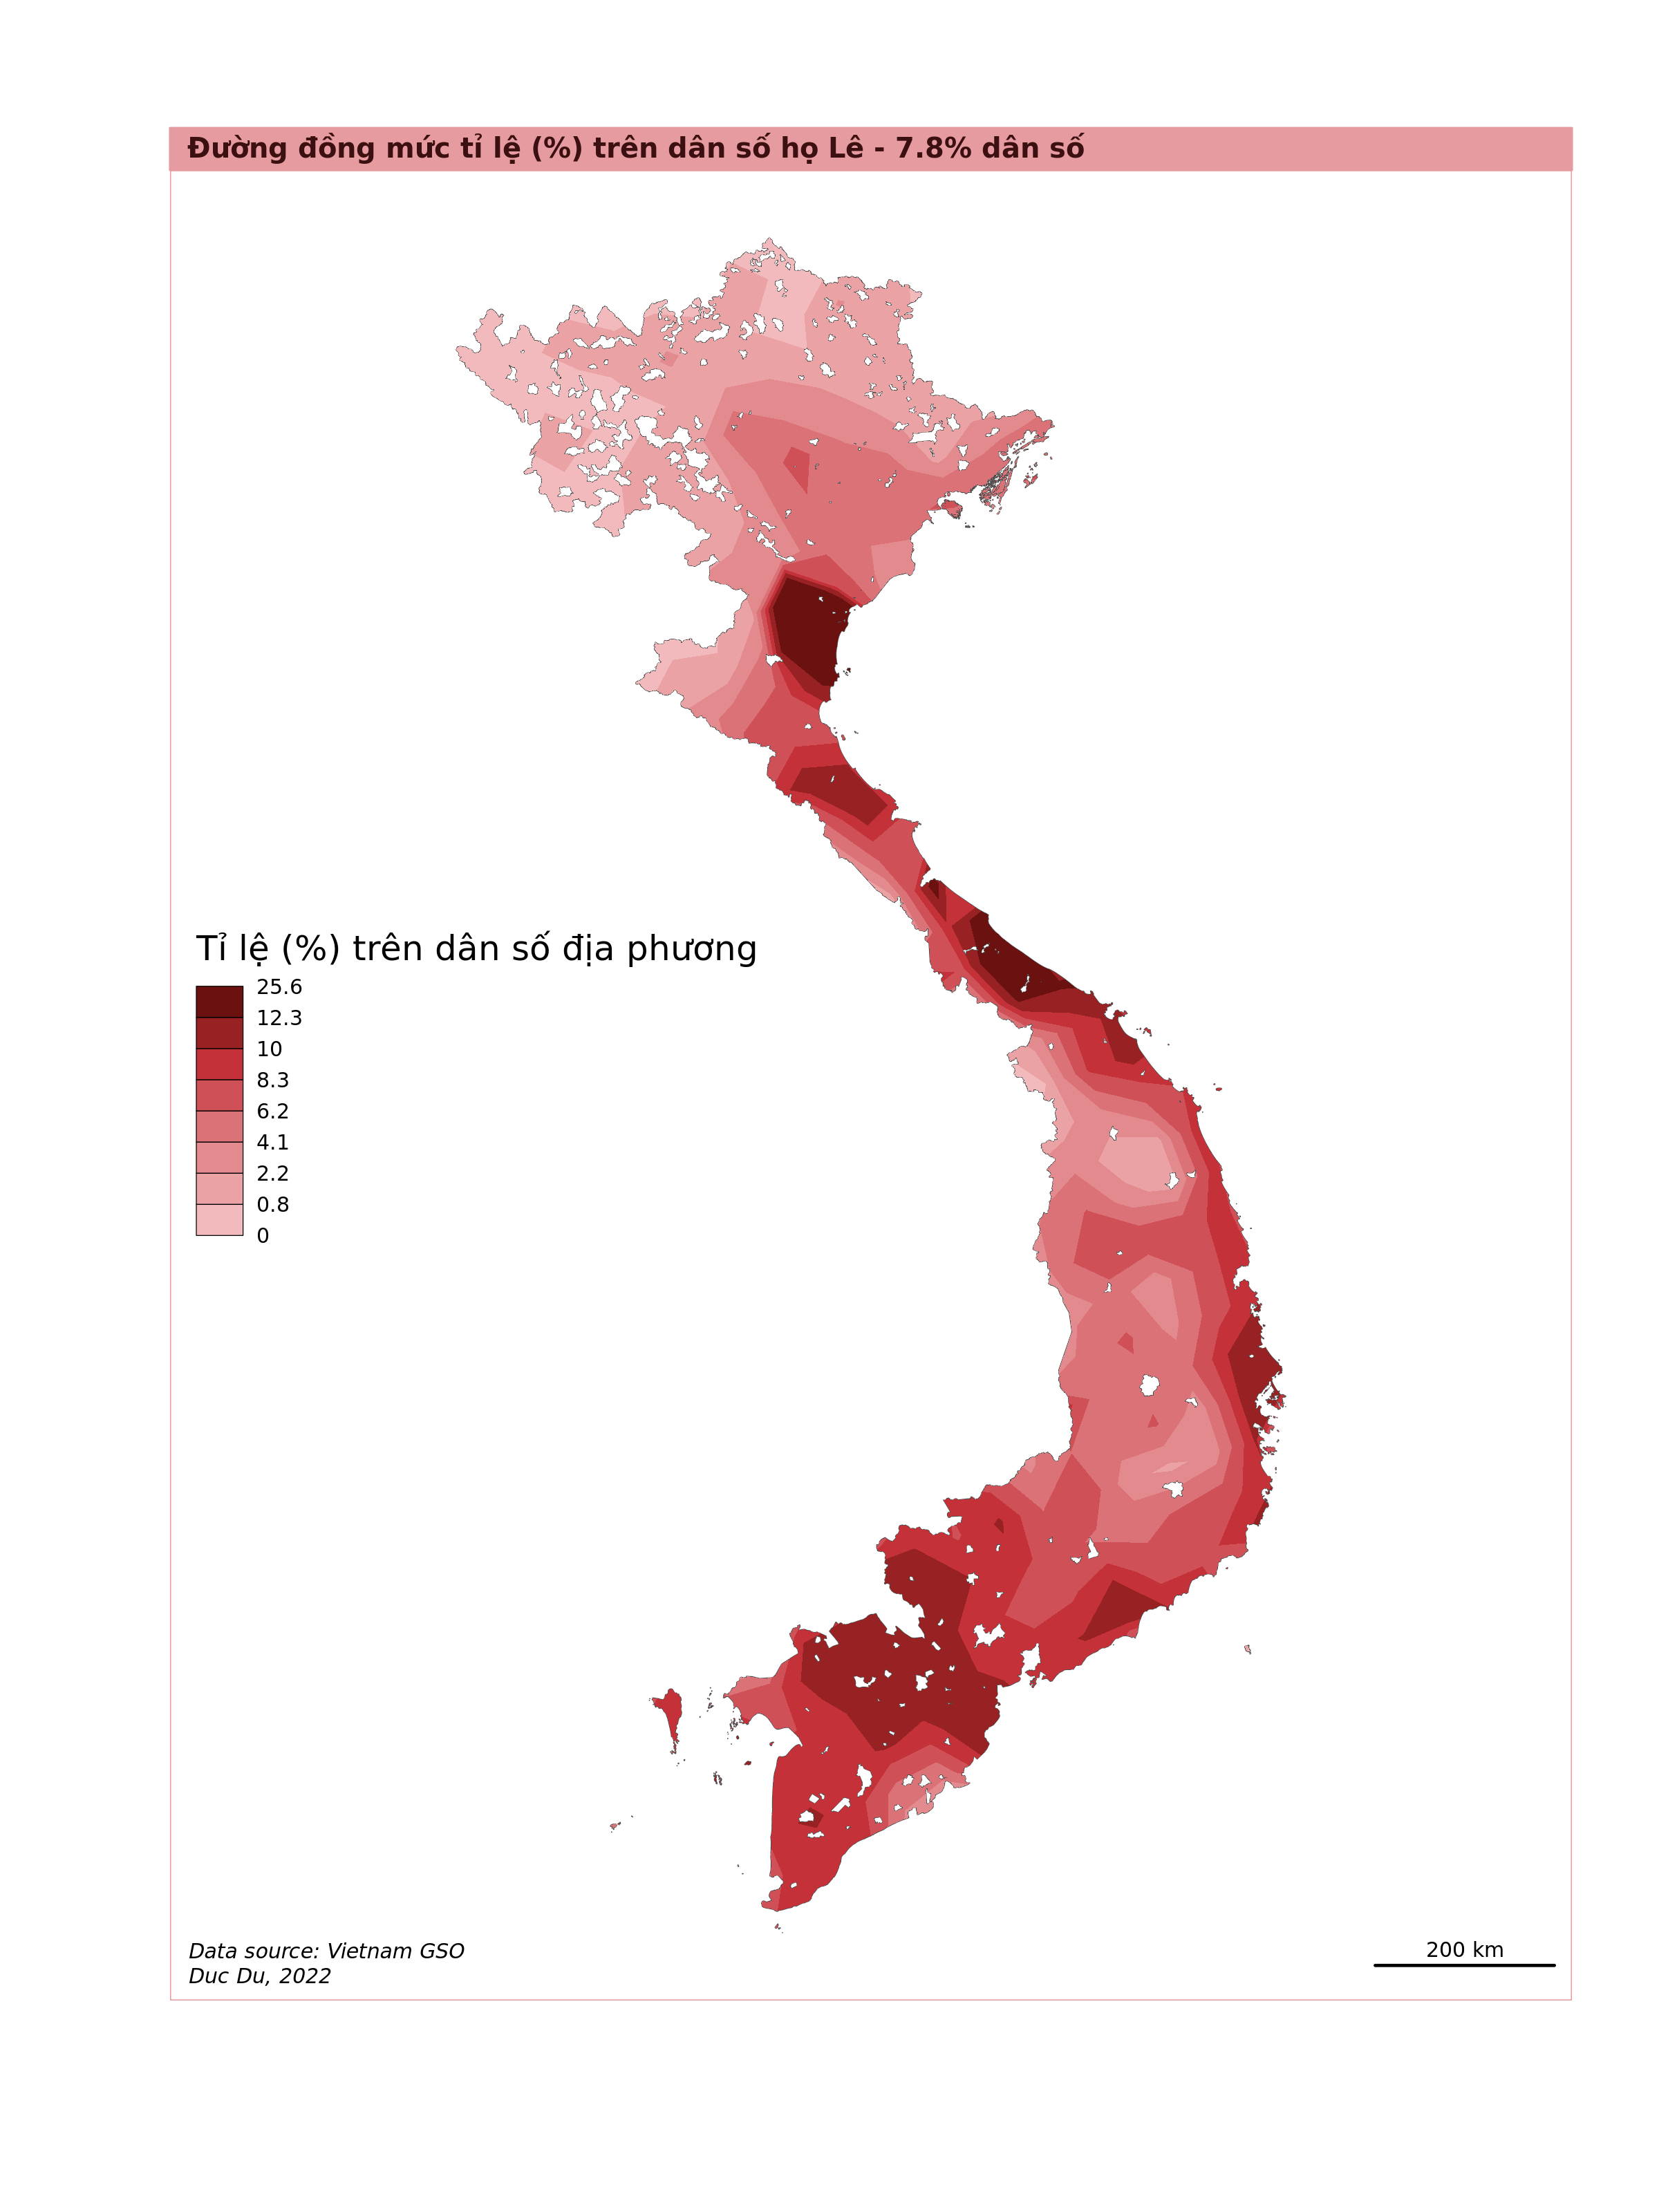 Đường đồng mức tỉ lệ (%) trên dân số họ Lê - 7.8% dân số
Tỉ lệ (%) trên dân số địa phương
25.6
12.3
10
8.3
6.2
4.1
2.2
0.8
0
Data source: Vietnam GSO
Duc Du, 2022
200 km